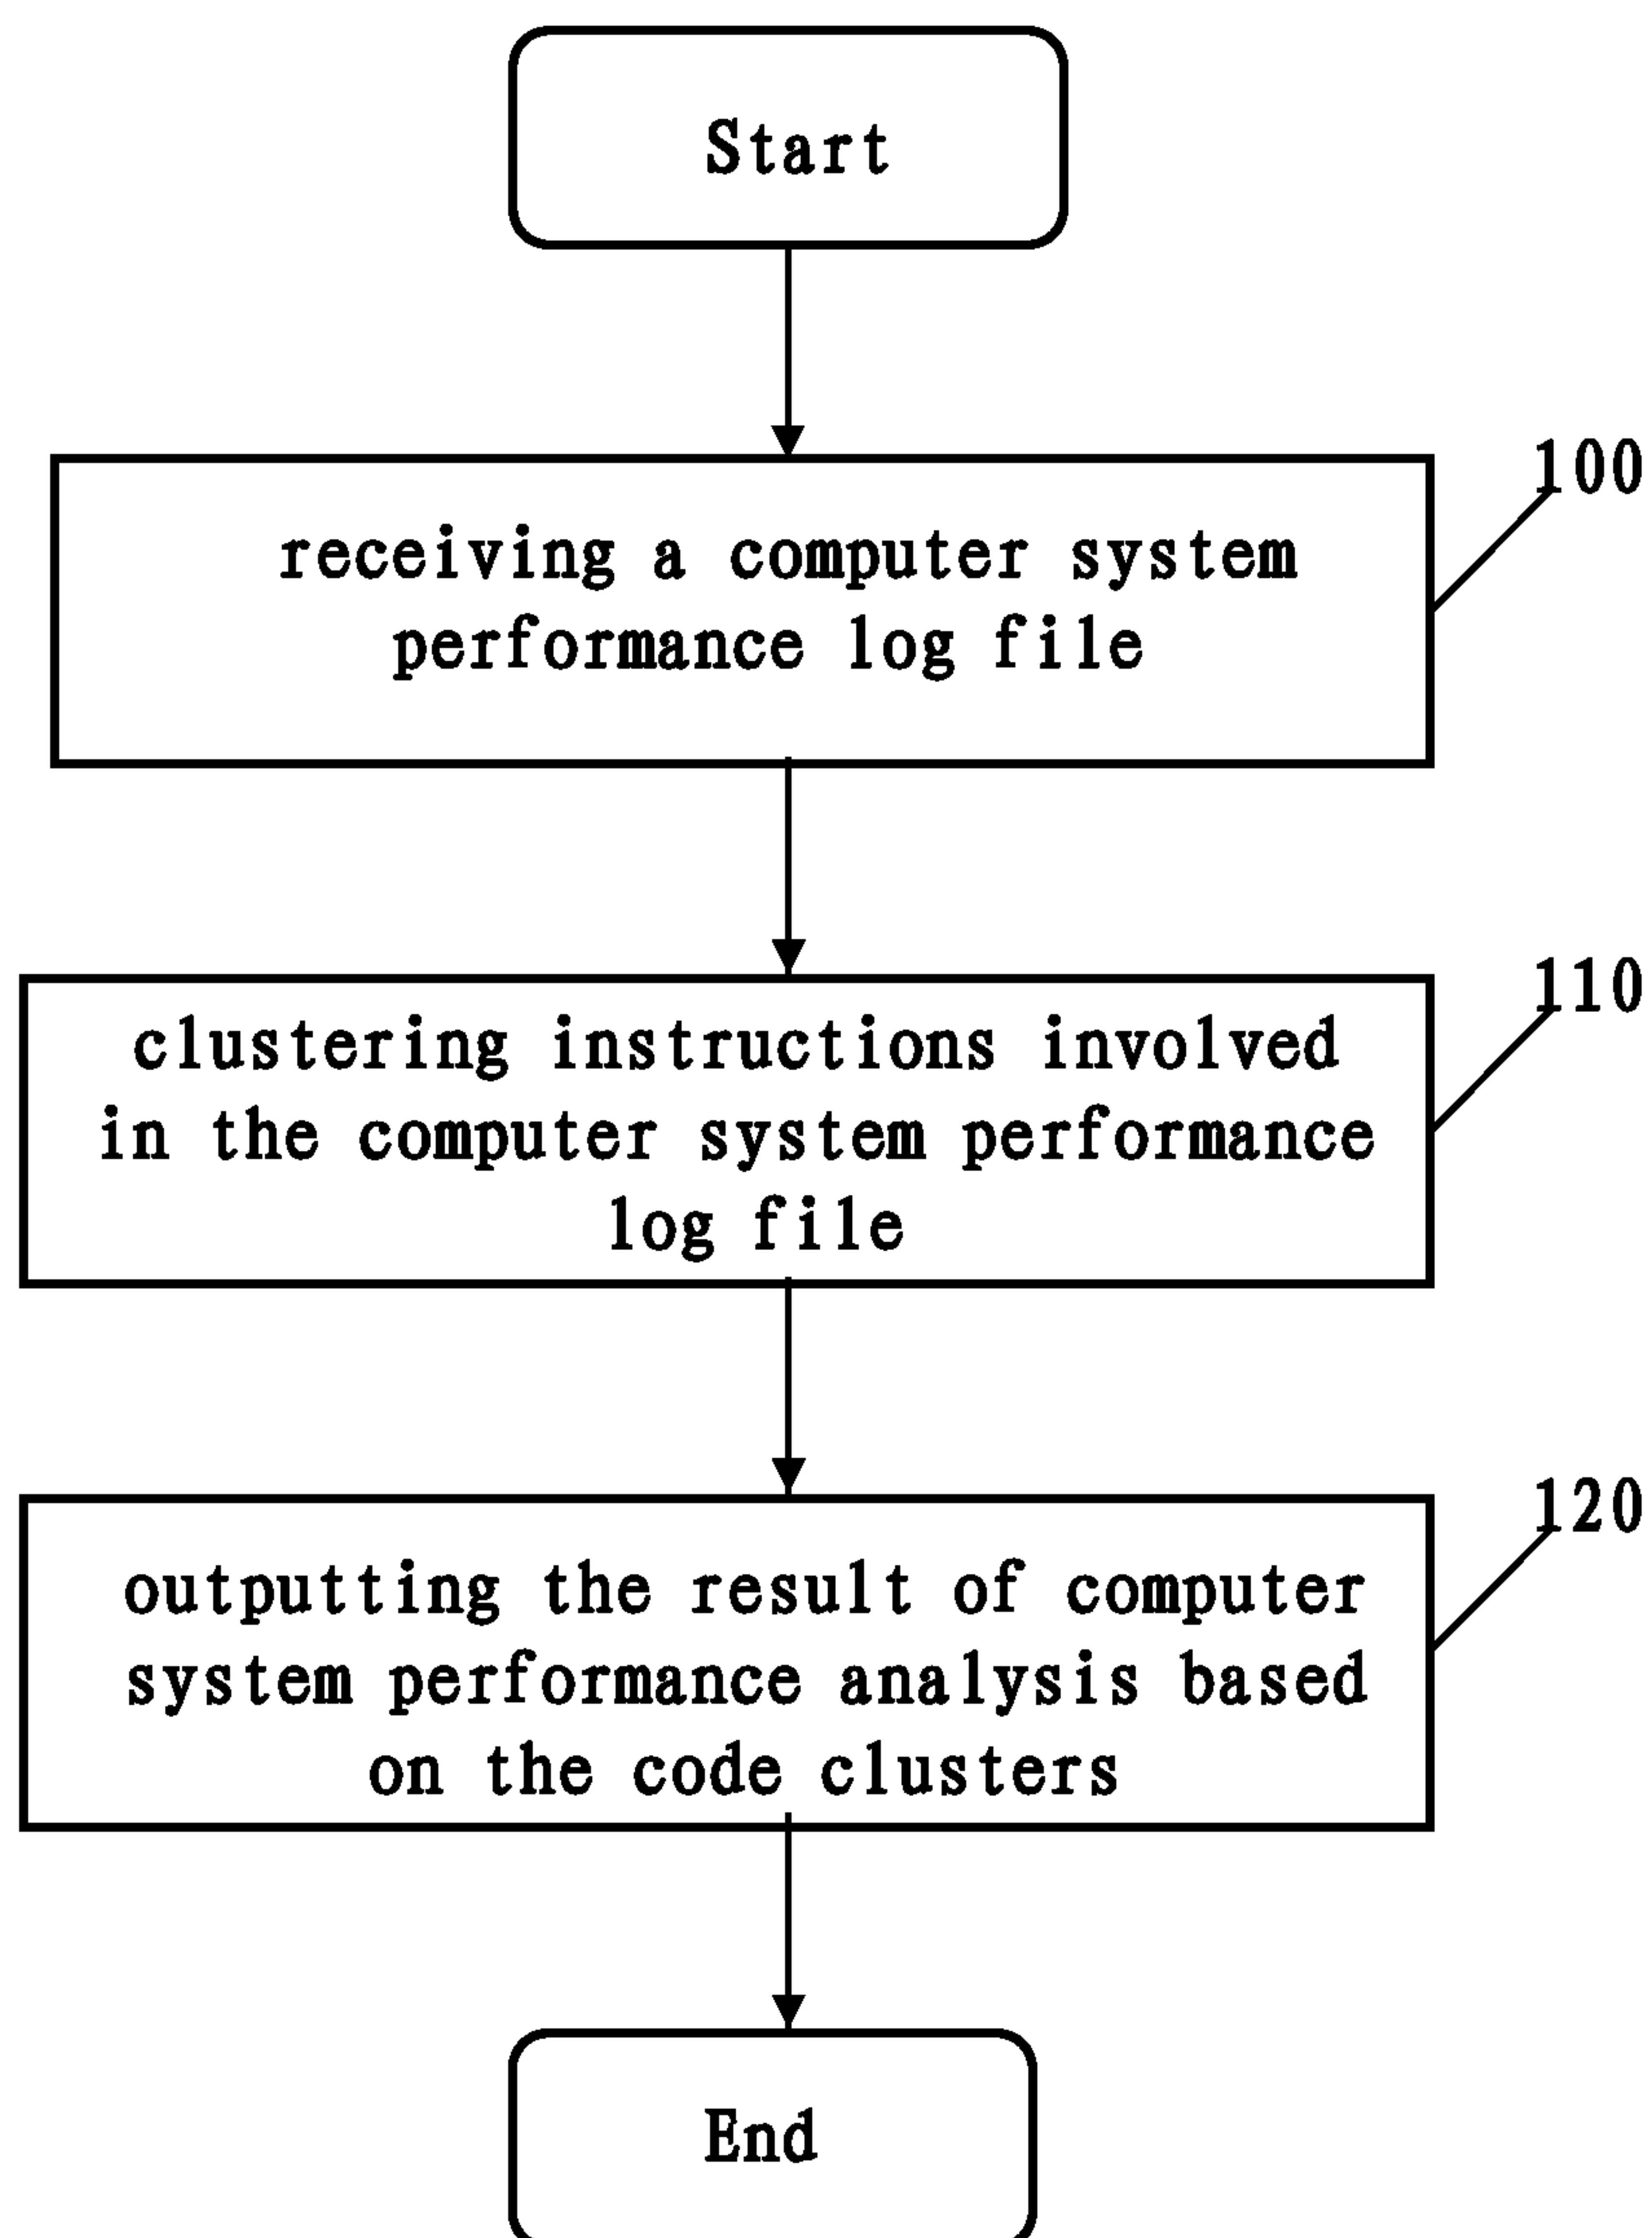 Start
100
receiving a computer system
performance log file
110
clustering instructions involved
in the computer system performance
log file
120
outputting the result of computer
system performance analysis based
on the code clusters
End